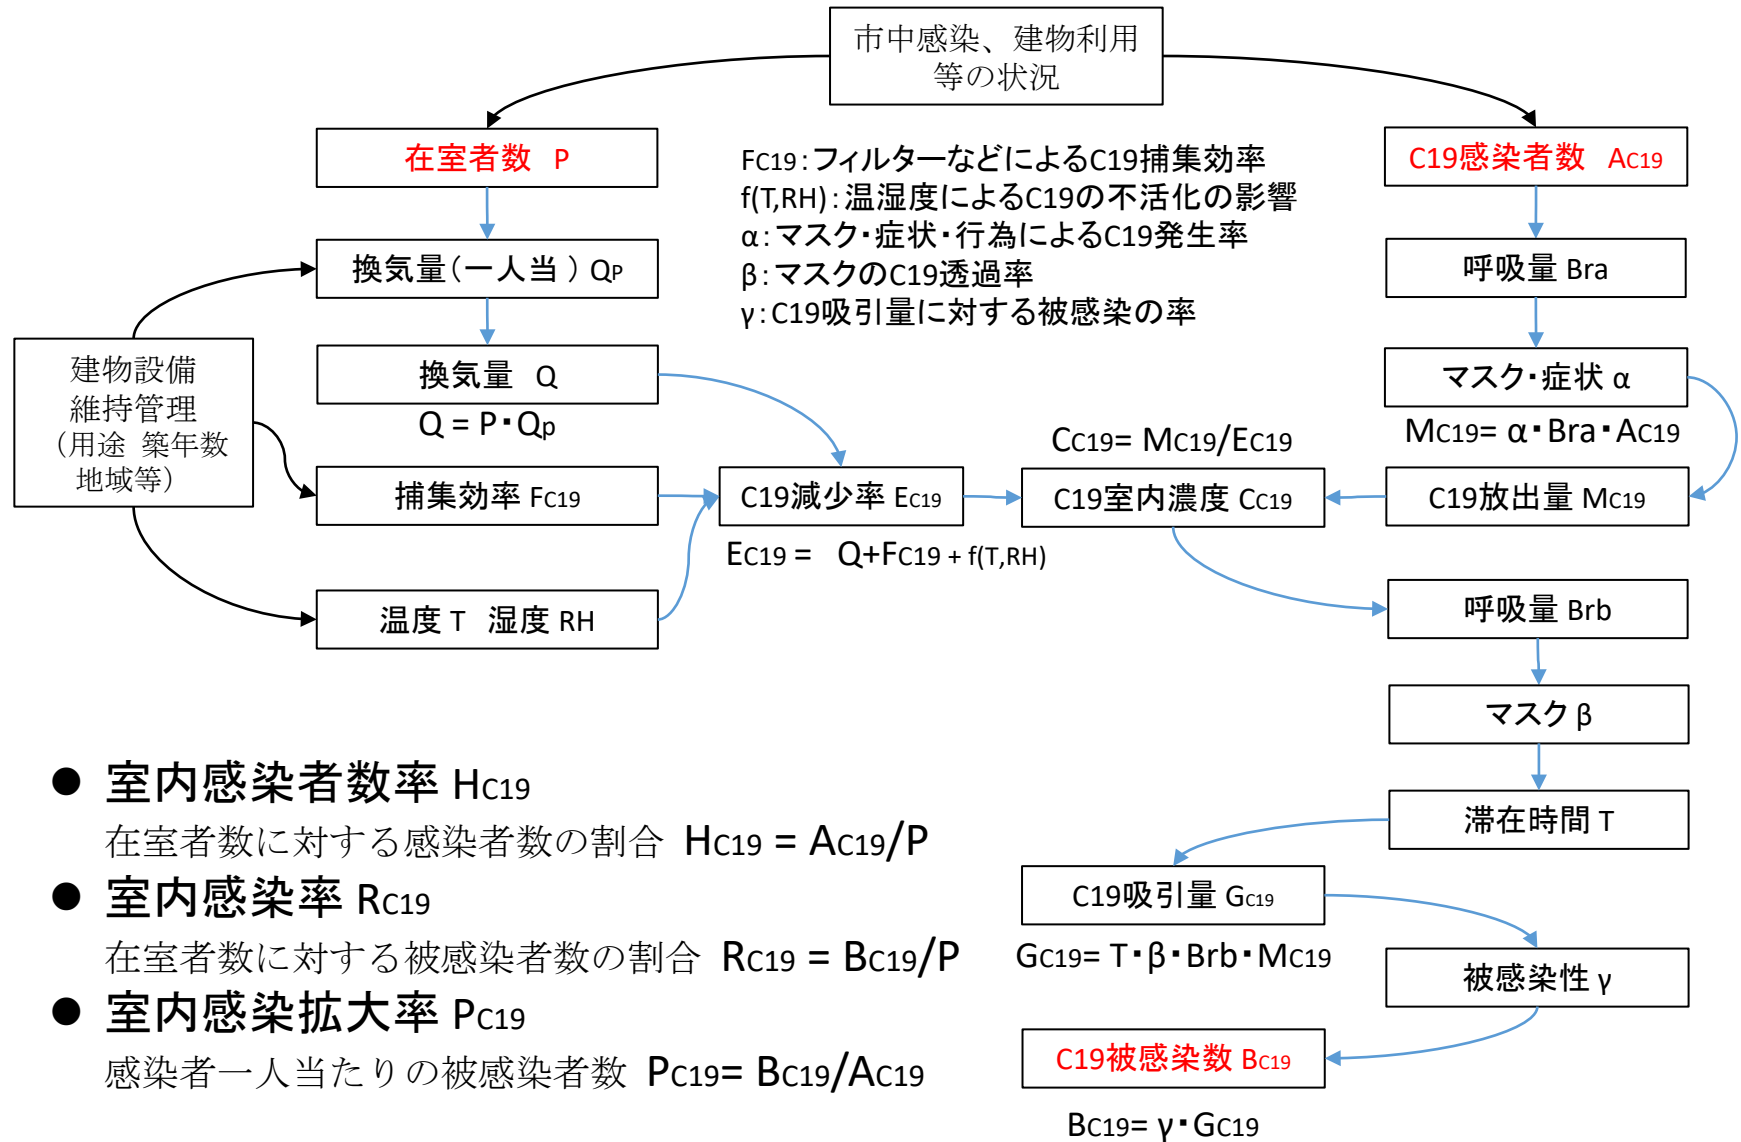 市中感染、建物利用
等の状況
在室者数 P
C19感染者数 AC19
FC19:フィルターなどによるC19捕集効率
f(T,RH):温湿度によるC19の不活化の影響
α:マスク・症状・行為によるC19発生率
β:マスクのC19透過率
γ:C19吸引量に対する被感染の率
換気量(一人当)QP
呼吸量 Bra
建物設備
維持管理
(用途 築年数
地域等)
換気量 Q
Q = P・Qp
マスク・症状 α
MC19= α・Bra・AC19
CC19= MC19/EC19
捕集効率 FC19
C19減少率 EC19
C19室内濃度 CC19
C19放出量 MC19
EC19 = Q+FC19 + f(T,RH)
温度 T 湿度 RH
呼吸量 Brb
マスク β
滞在時間 T
● 室内感染者数率 HC19
在室者数に対する感染者数の割合 HC19 = AC19/P
● 室内感染率 RC19
在室者数に対する被感染者数の割合 RC19 = BC19/P
● 室内感染拡大率 PC19
感染者一人当たりの被感染者数 PC19= BC19/AC19
C19吸引量 GC19
GC19= T・β・Brb・MC19
被感染性 γ
C19被感染数 BC19
BC19= γ・GC19